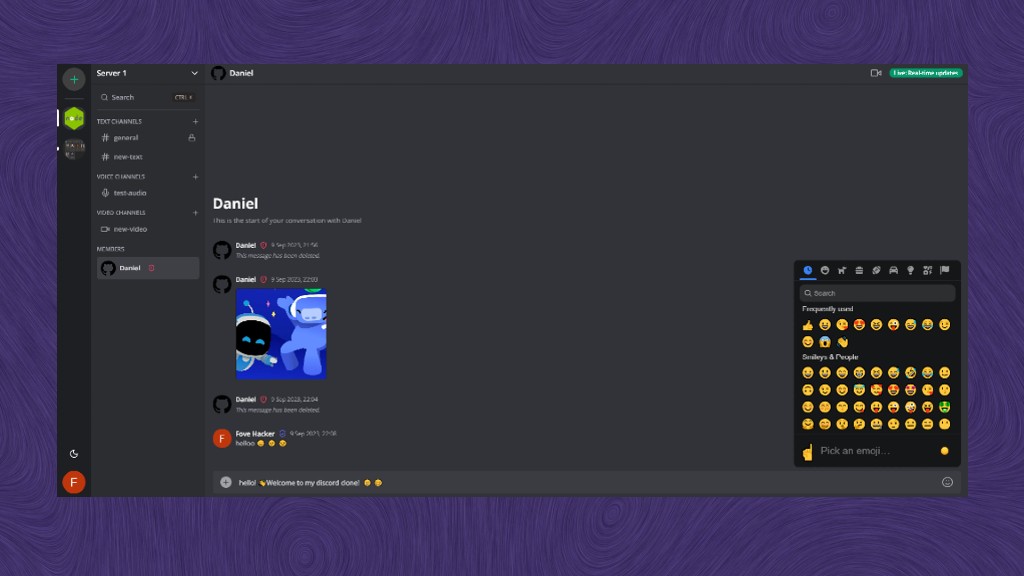 Server 1
Daniel
Live: Real-time updates
Search
CTRL
TEXT CHANNELS
general
new-text
VOICE CHANNELS
test-audio
VIDEO CHANNELS
new-video
MEMBERS
Daniel
Daniel
This is the start of your conversation with Daniel
Daniel 9 Sep 2023, 21:56
This message has been deleted.
Daniel 9 Sep 2023, 22:03
Daniel 9 Sep 2023, 22:04
This message has been deleted.
F
Fove Hacker 9 Sep 2023, 22:06
helloo 
hello! 👋Welcome to my discord clone!
F
Search
Frequently used
Smileys & People
Pick an emoji…